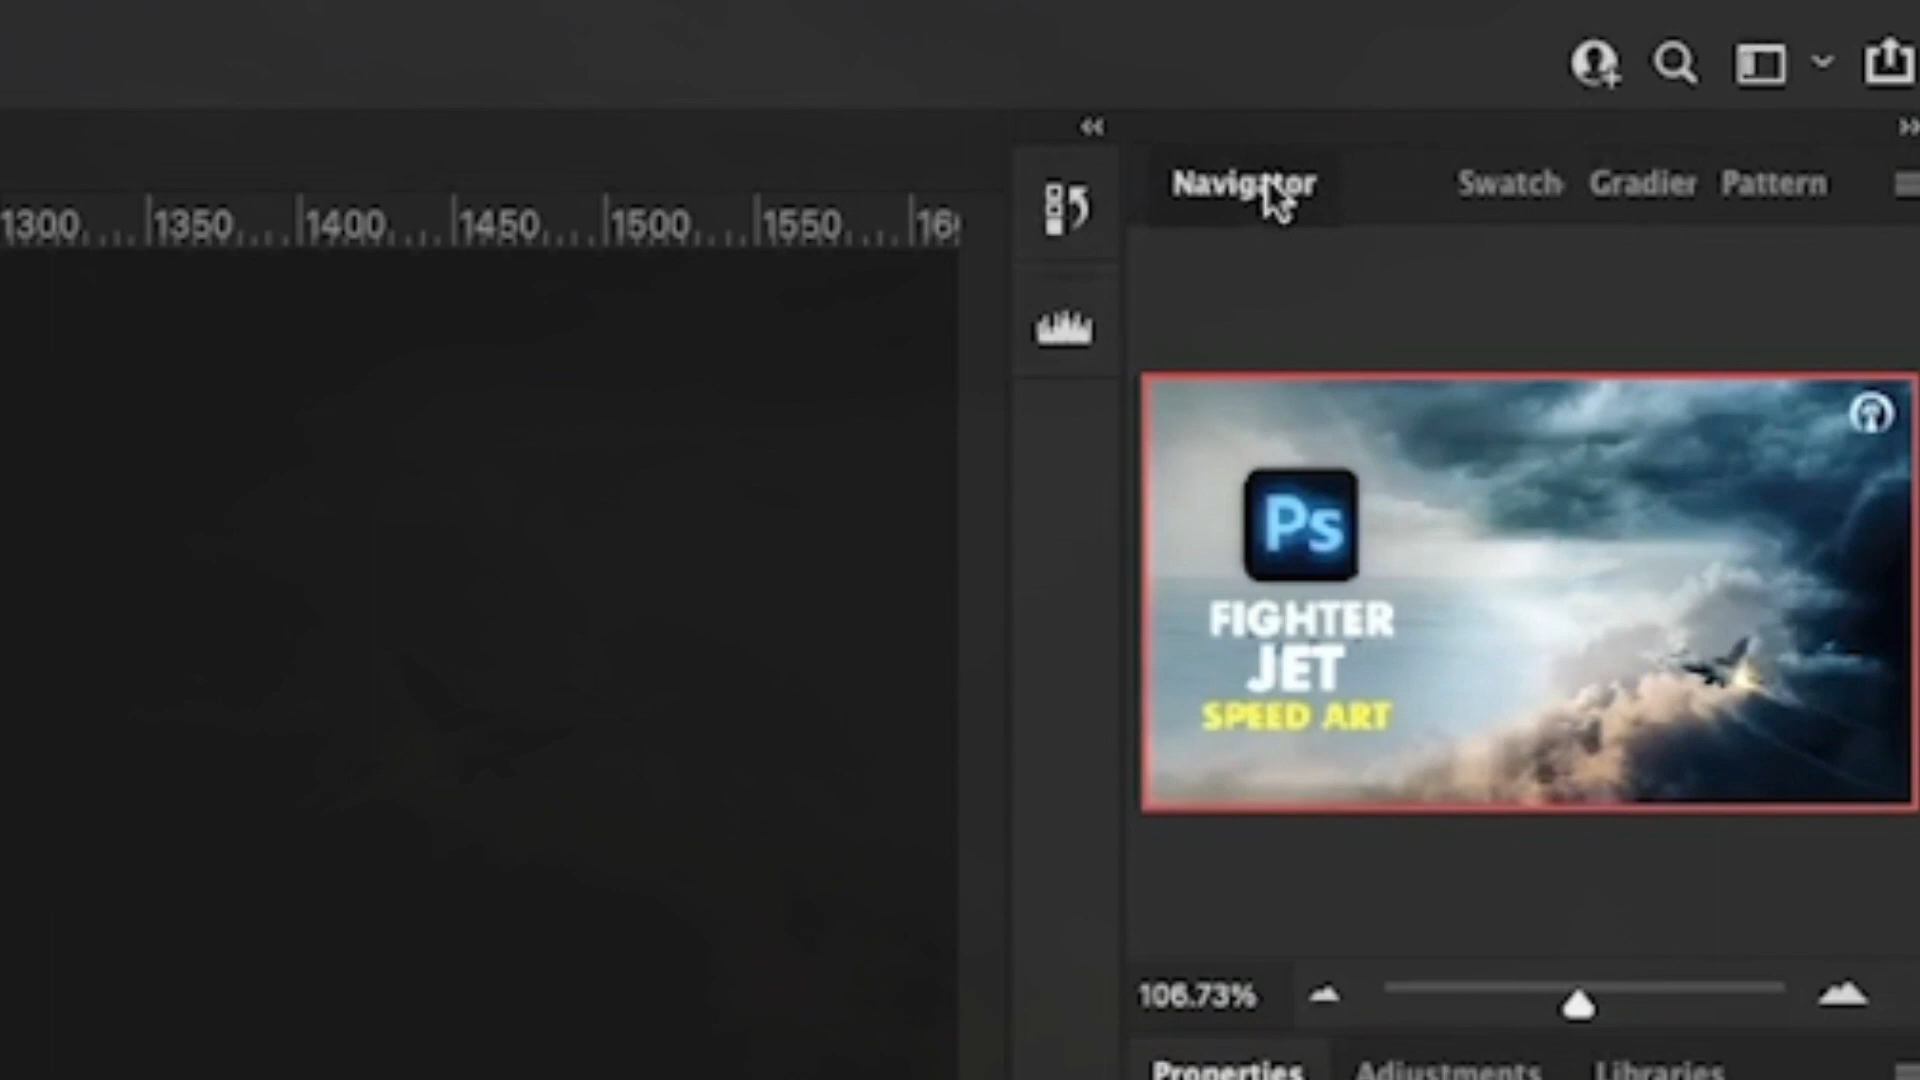 Navigator Swatch Gradier Pattern
1300 1350 1400 1450 1500 1550
Ps
FIGHTER
JET
SPEED ART
106.73%
Properties Adjustments Libraries